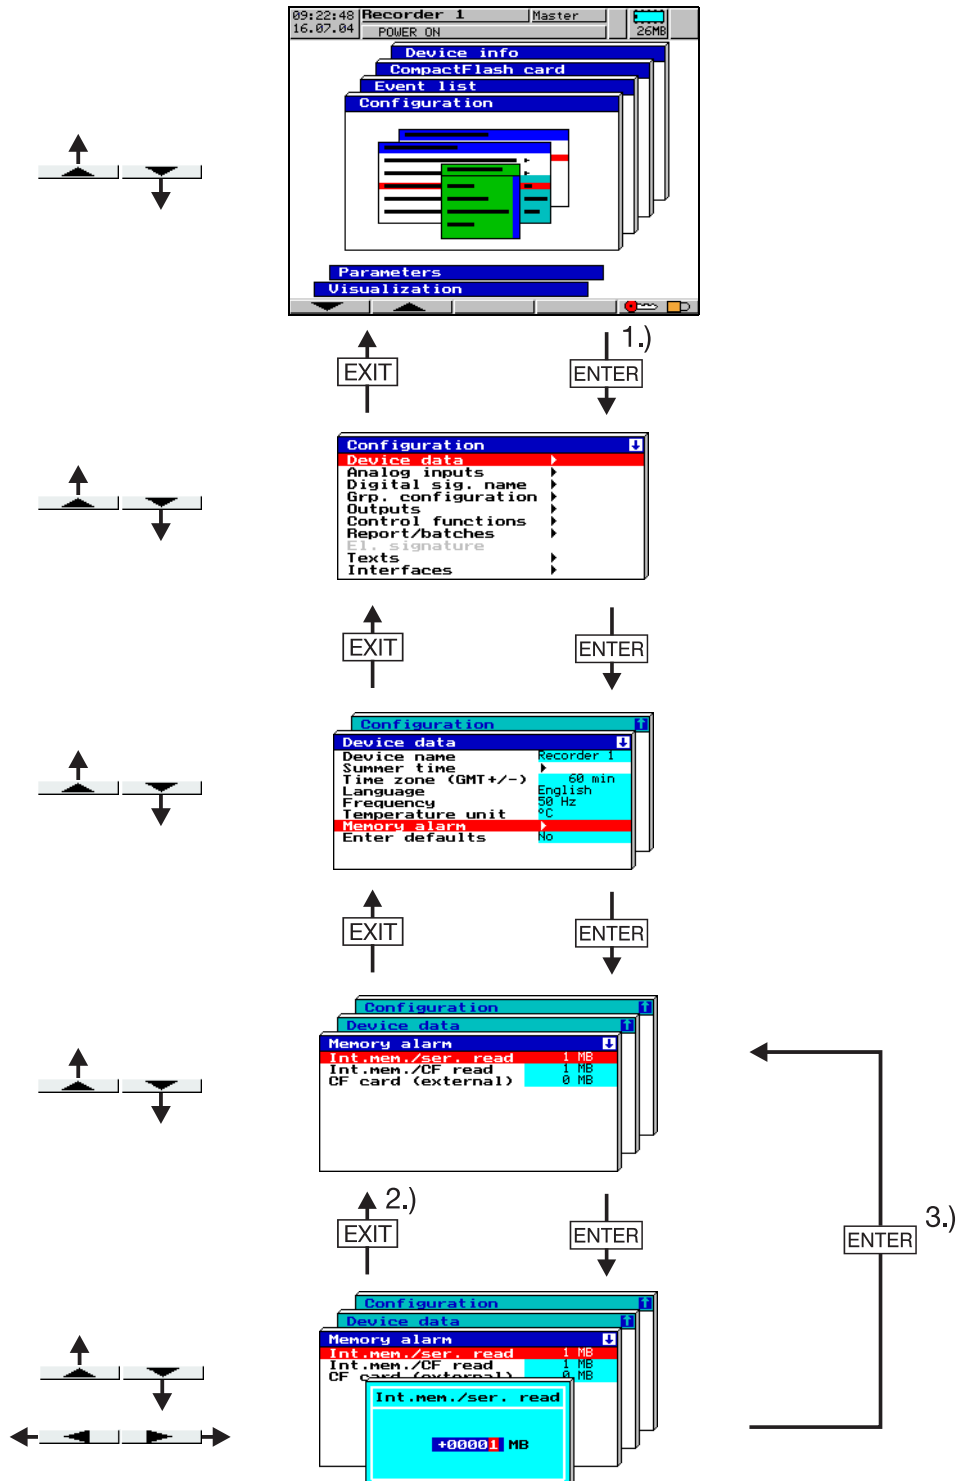 09:22:48 Recorder 1 Master
16.07.04 POWER ON 26MB
Device info
CompactFlash card
Event list
Configuration
Parameters
Visualization
1.)
EXIT ENTER
Configuration
Device data
Analog inputs
Digital sig. name
Grp. configuration
Outputs
Control functions
Report/batches
El. signature
Texts
Interfaces
EXIT ENTER
Configuration
Device data
Device name Recorder 1
Summer time
Time zone (GMT+/-) 60 min
Language English
Frequency 50 Hz
Temperature unit °C
Memory alarm
Enter defaults No
EXIT ENTER
Configuration
Device data
Memory alarm
Int.mem./ser. read 1 MB
Int.mem./CF read 1 MB
CF card (external) 0 MB
2.)
EXIT ENTER
3.)
ENTER
Configuration
Device data
Memory alarm
Int.mem./ser. read 1 MB
Int.mem./CF read 1 MB
CF card (external) 0 MB
Int.mem./ser. read
+00001 MB